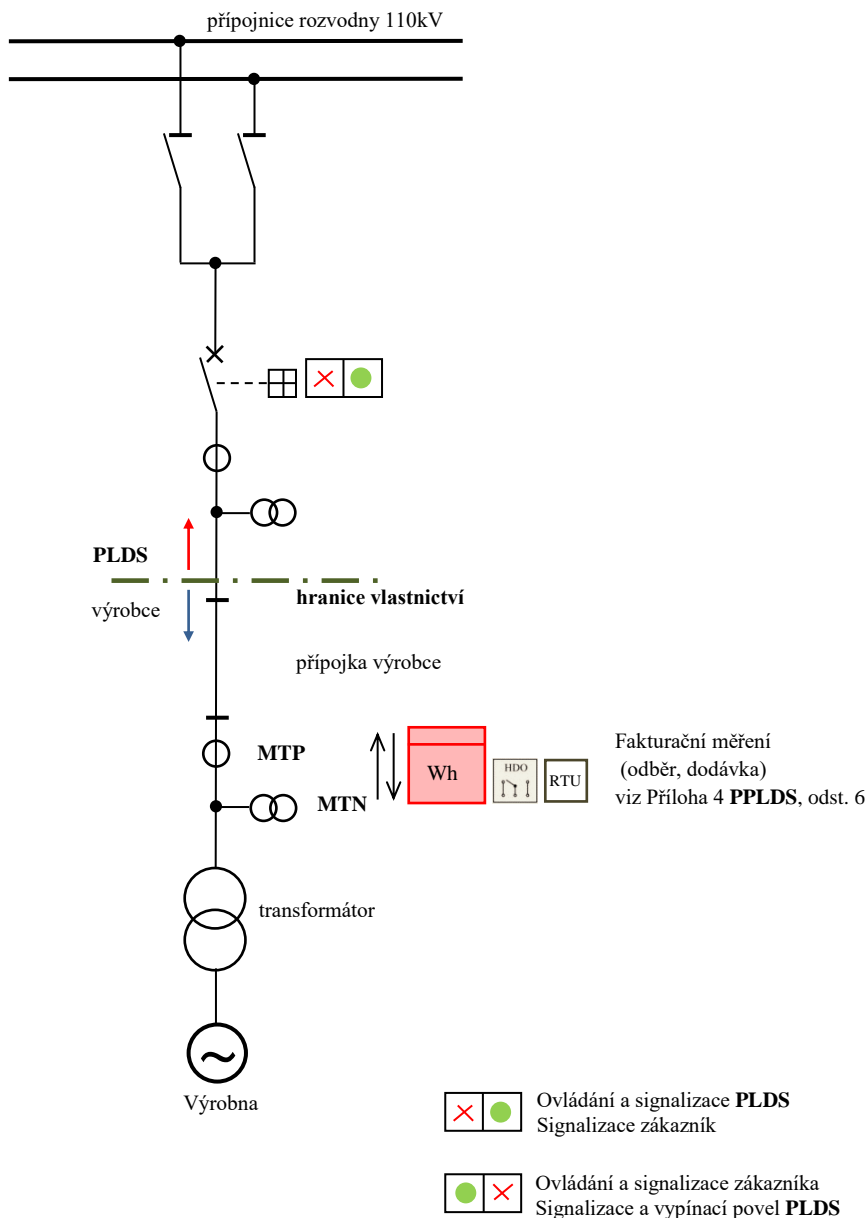 přípojnice rozvodny 110kV
PLDS
hranice vlastnictví
výrobce
přípojka výrobce
MTP
Wh
HDO
RTU
Fakturační měření
(odběr, dodávka)
viz Příloha 4 PPLDS, odst. 6
MTN
transformátor
Výrobna
Ovládání a signalizace PLDS
Signalizace zákazník
Ovládání a signalizace zákazníka
Signalizace a vypínací povel PLDS